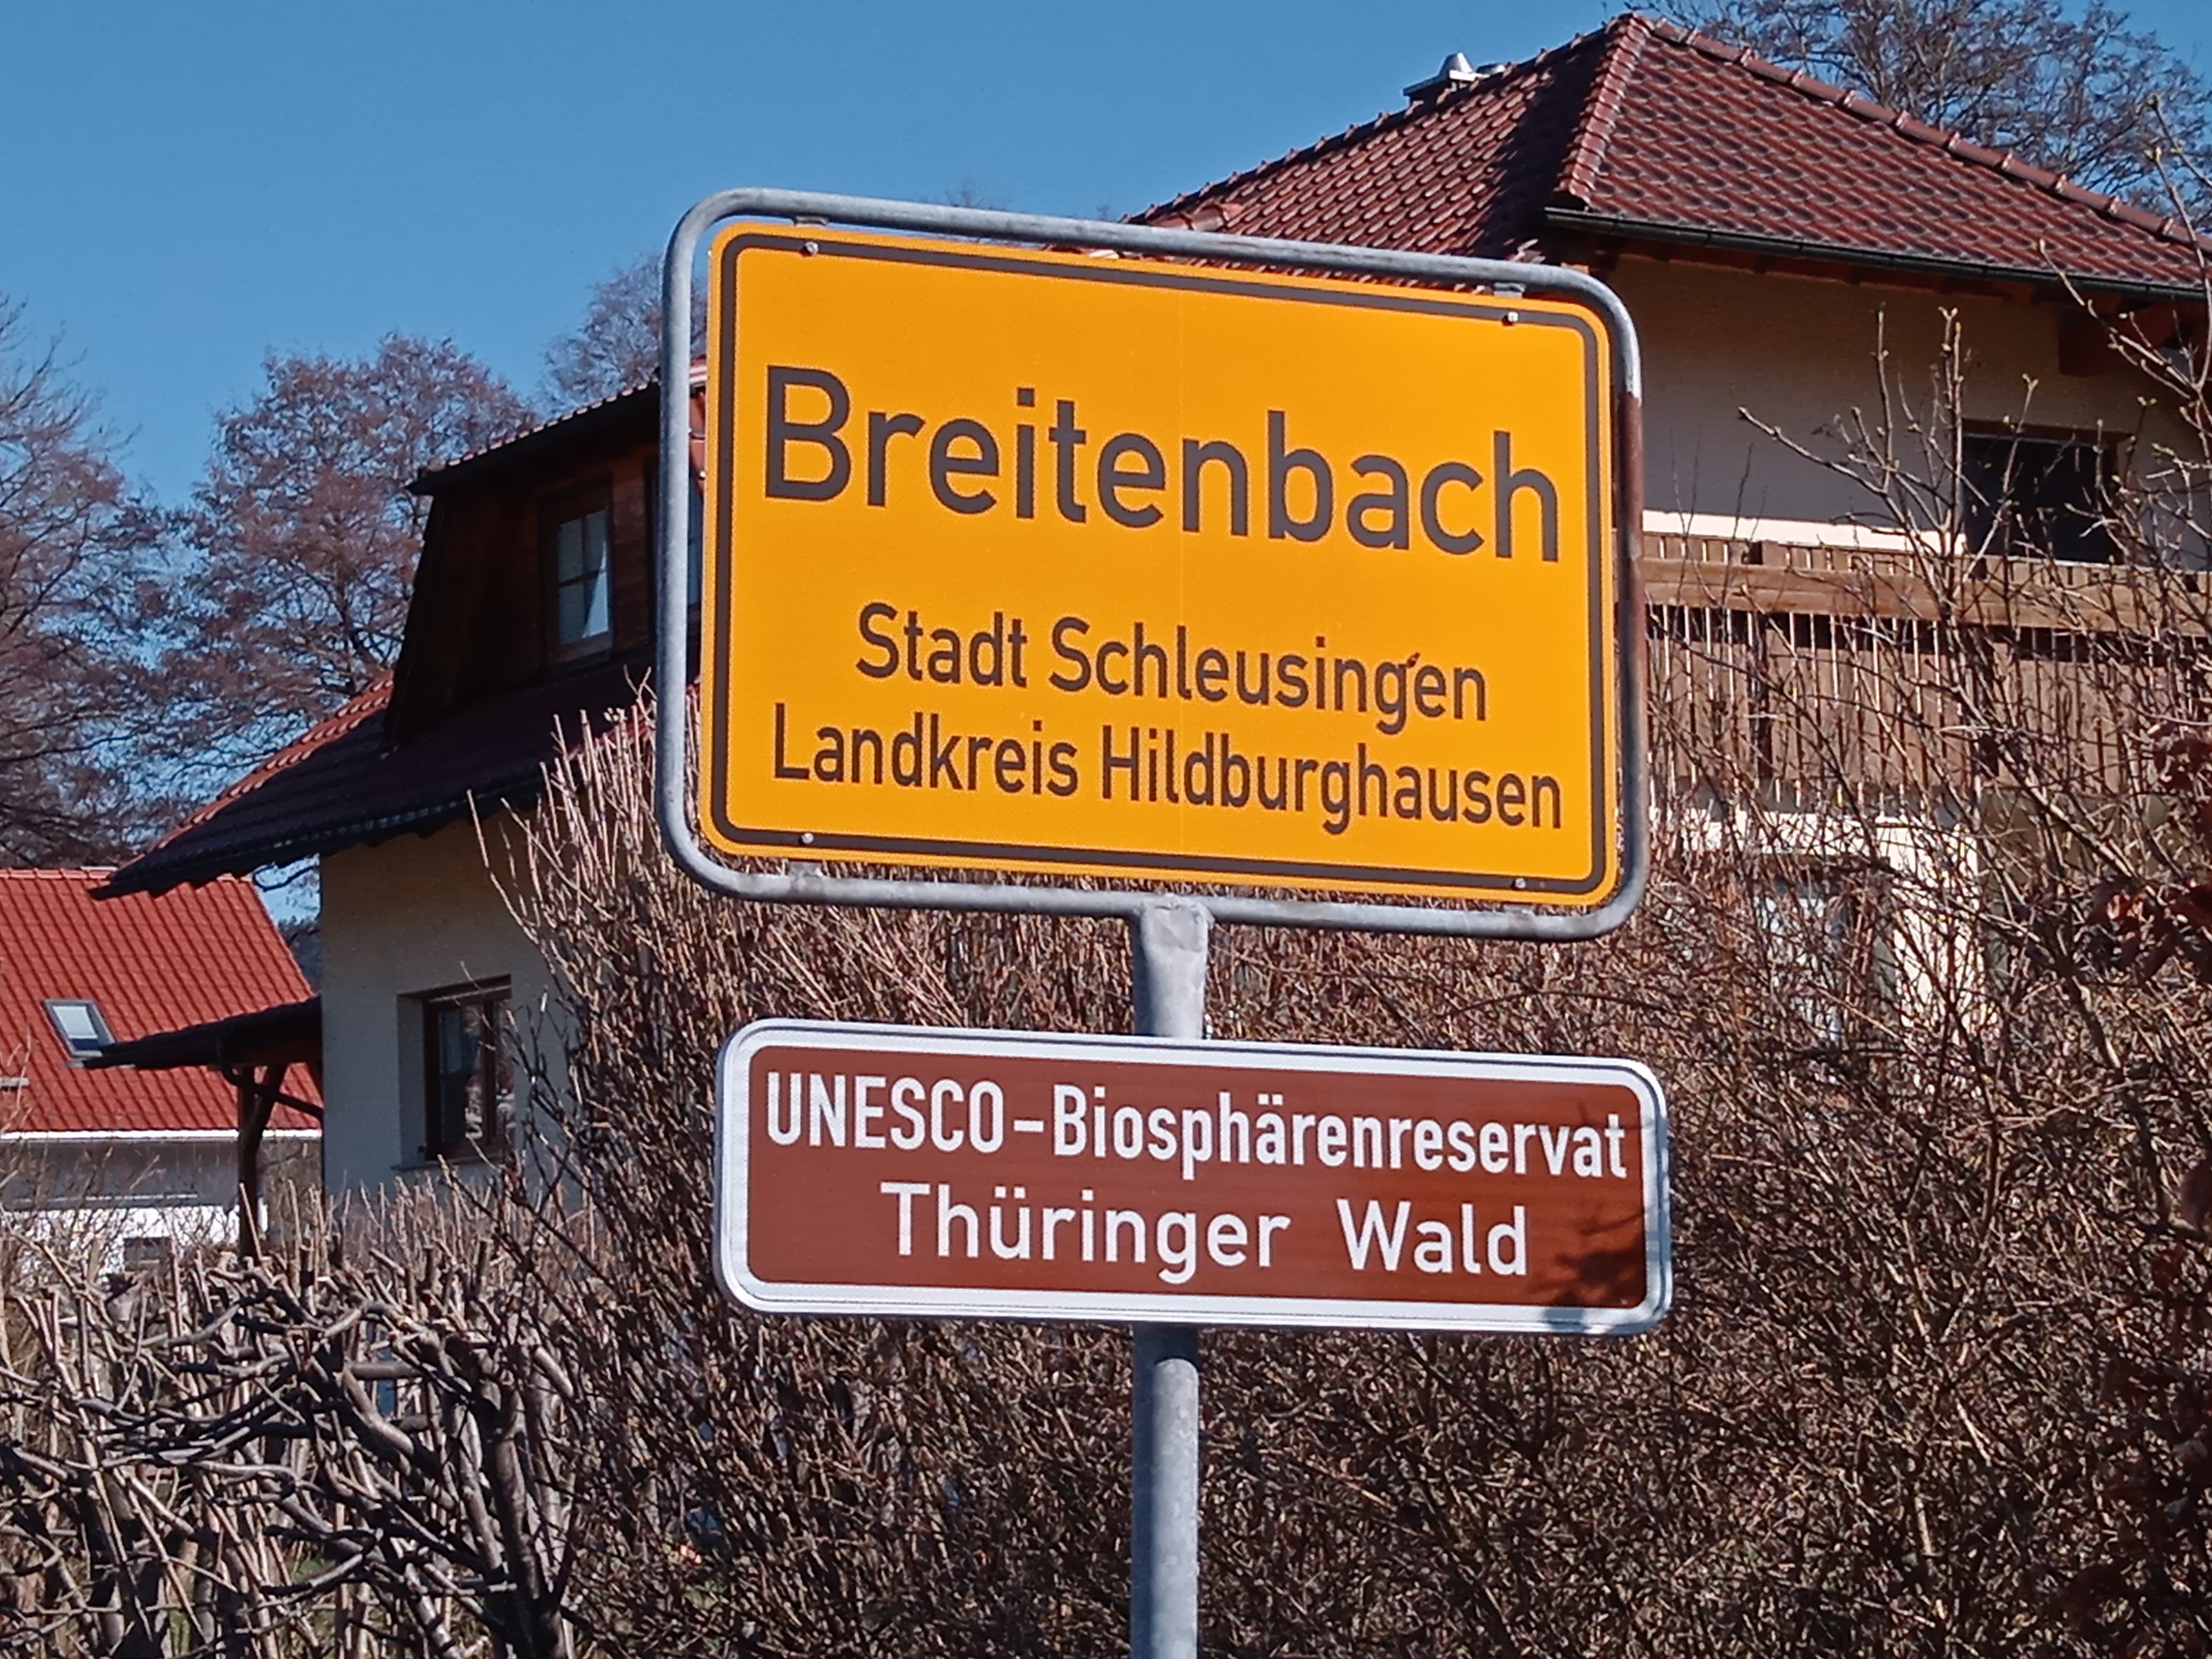 Breitenbach
Stadt Schleusingen
Landkreis Hildburghausen
UNESCO-Biosphärenreservat
Thüringer Wald